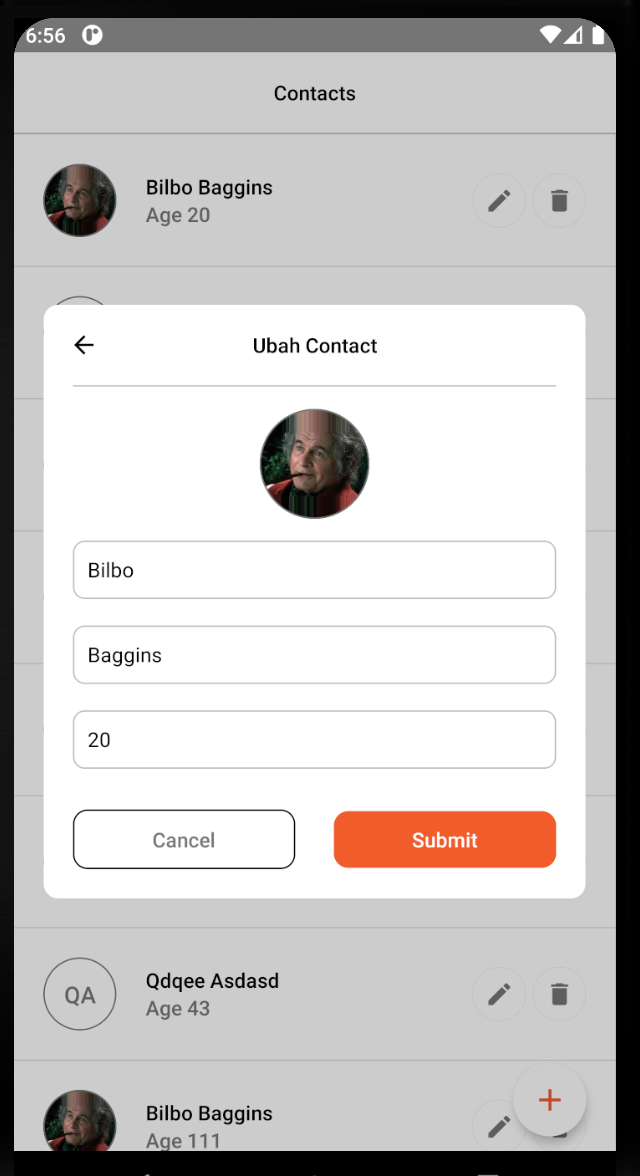 6:56
Contacts
Bilbo Baggins
Age 20
Ubah Contact
Bilbo
Baggins
20
Cancel
Submit
QA
Qdqee Asdasd
Age 43
Bilbo Baggins
Age 111